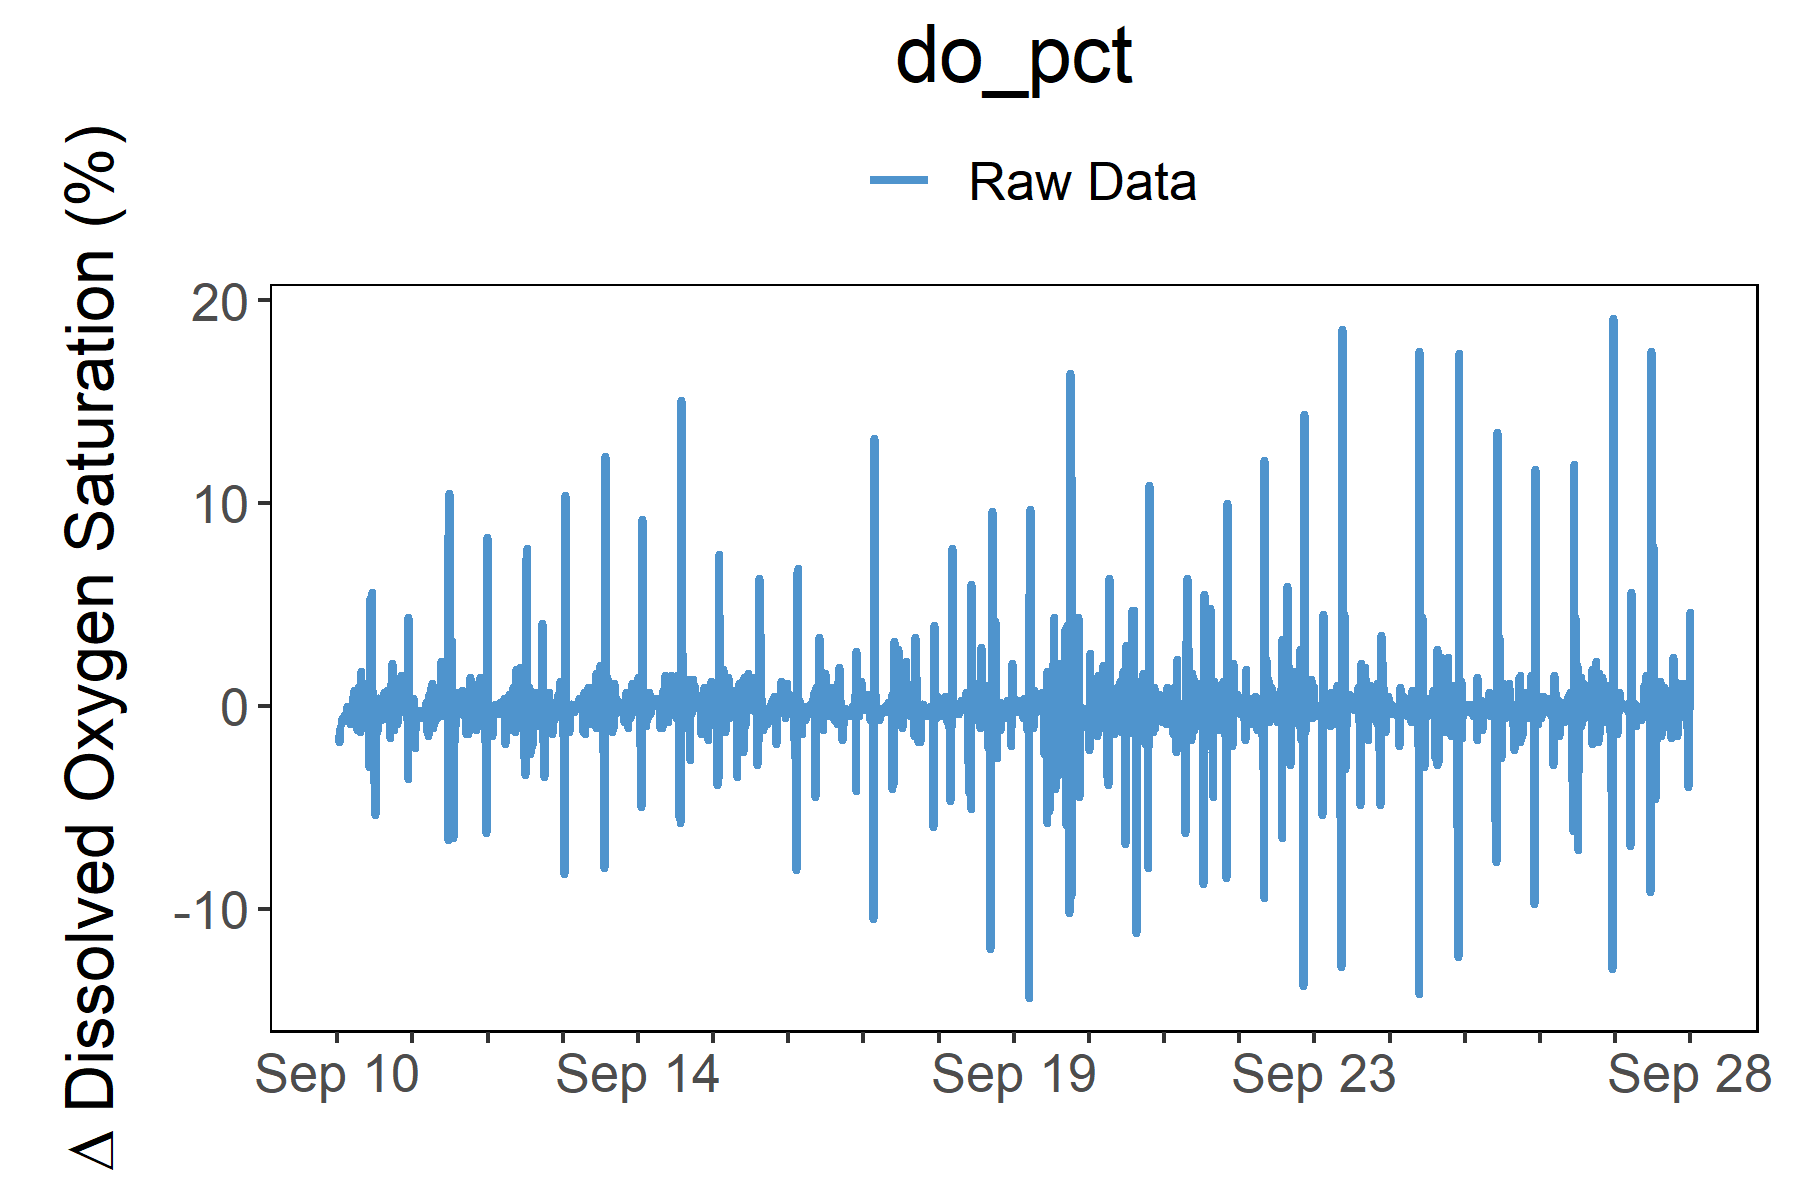 do_pct
Raw Data
Δ Dissolved Oxygen Saturation (%)
20
10
0
-10
Sep 10 Sep 14 Sep 19 Sep 23 Sep 28